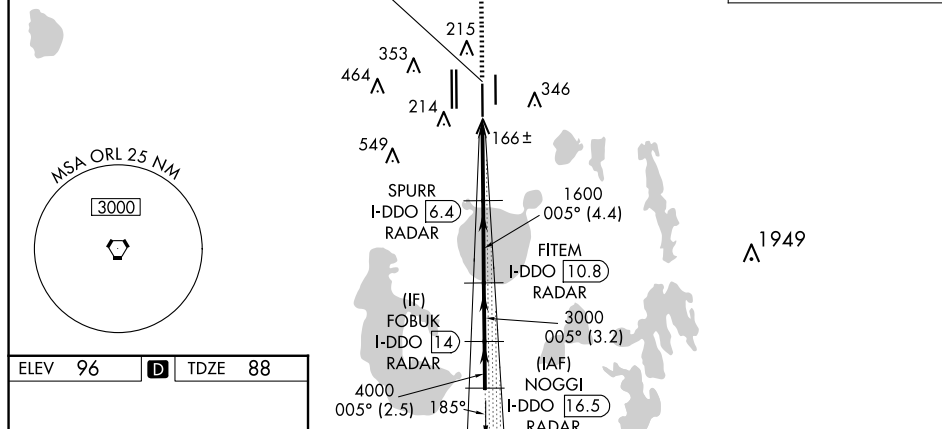 215
353
464
346
214
166±
549
MSA ORL 25 NM
3000
SPURR
I-DDO 6.4
RADAR
1600
005° (4.4)
1949
FITEM
I-DDO 10.8
RADAR
(IF)
FOBUK
I-DDO 14
RADAR
3000
005° (3.2)
(IAF)
NOGGI
I-DDO 16.5
RADAR
4000
005° (2.5)
185°
ELEV 96 D TDZE 88